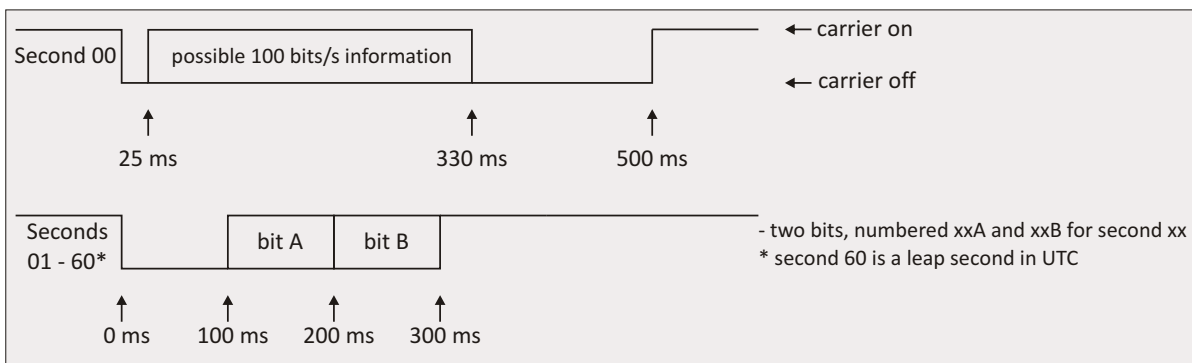 Second 00
possible 100 bits/s information
carrier on
carrier off
25 ms
330 ms
500 ms
Seconds
01 - 60*
bit A
bit B
- two bits, numbered xxA and xxB for second xx
* second 60 is a leap second in UTC
0 ms
100 ms
200 ms
300 ms